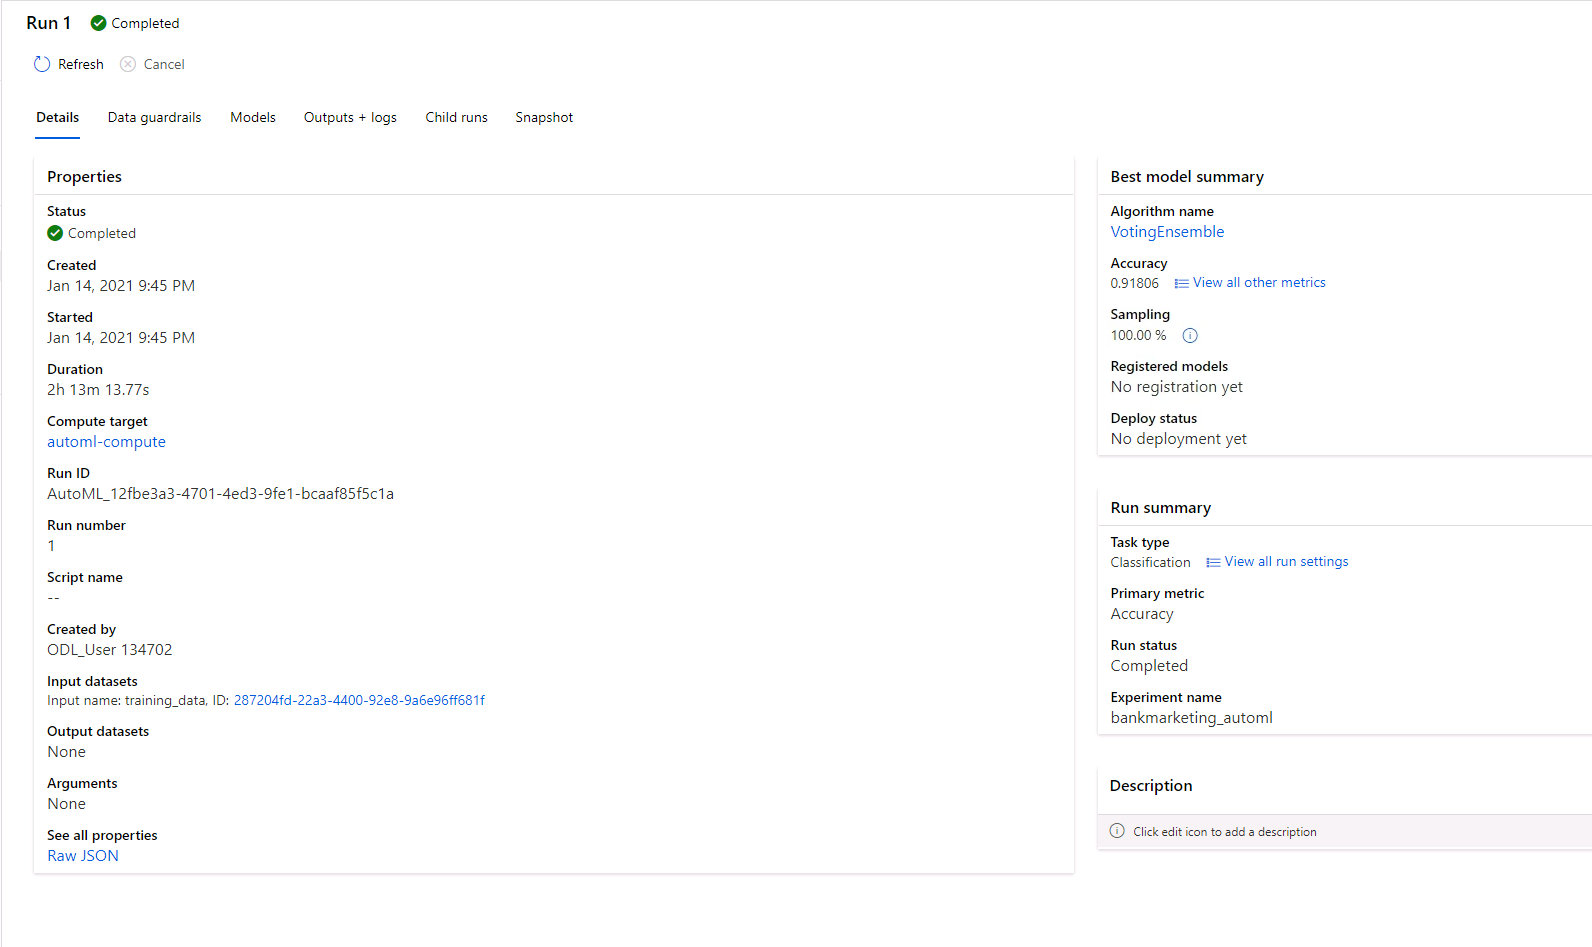 Run 1 Completed
Refresh Cancel
Details Data guardrails Models Outputs + logs Child runs Snapshot
Properties
Status
Completed
Created
Jan 14, 2021 9:45 PM
Started
Jan 14, 2021 9:45 PM
Duration
2h 13m 13.77s
Compute target
automl-compute
Run ID
AutoML_12fbe3a3-4701-4ed3-9fe1-bcaaf85f5c1a
Run number
1
Script name
--
Created by
ODL_User 134702
Input datasets
Input name: training_data, ID: 287204fd-22a3-4400-92e8-9a6e96ff681f
Output datasets
None
Arguments
None
See all properties
Raw JSON
Best model summary
Algorithm name
VotingEnsemble
Accuracy
0.91806 View all other metrics
Sampling
100.00 %
Registered models
No registration yet
Deploy status
No deployment yet
Run summary
Task type
Classification View all run settings
Primary metric
Accuracy
Run status
Completed
Experiment name
bankmarketing_automl
Description
Click edit icon to add a description